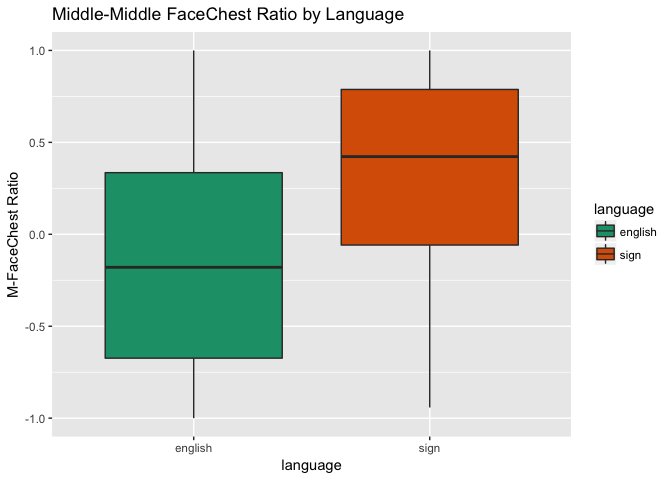 Middle-Middle FaceChest Ratio by Language
M-FaceChest Ratio
1.0
0.5
0.0
-0.5
-1.0
english
sign
language
language
english
sign